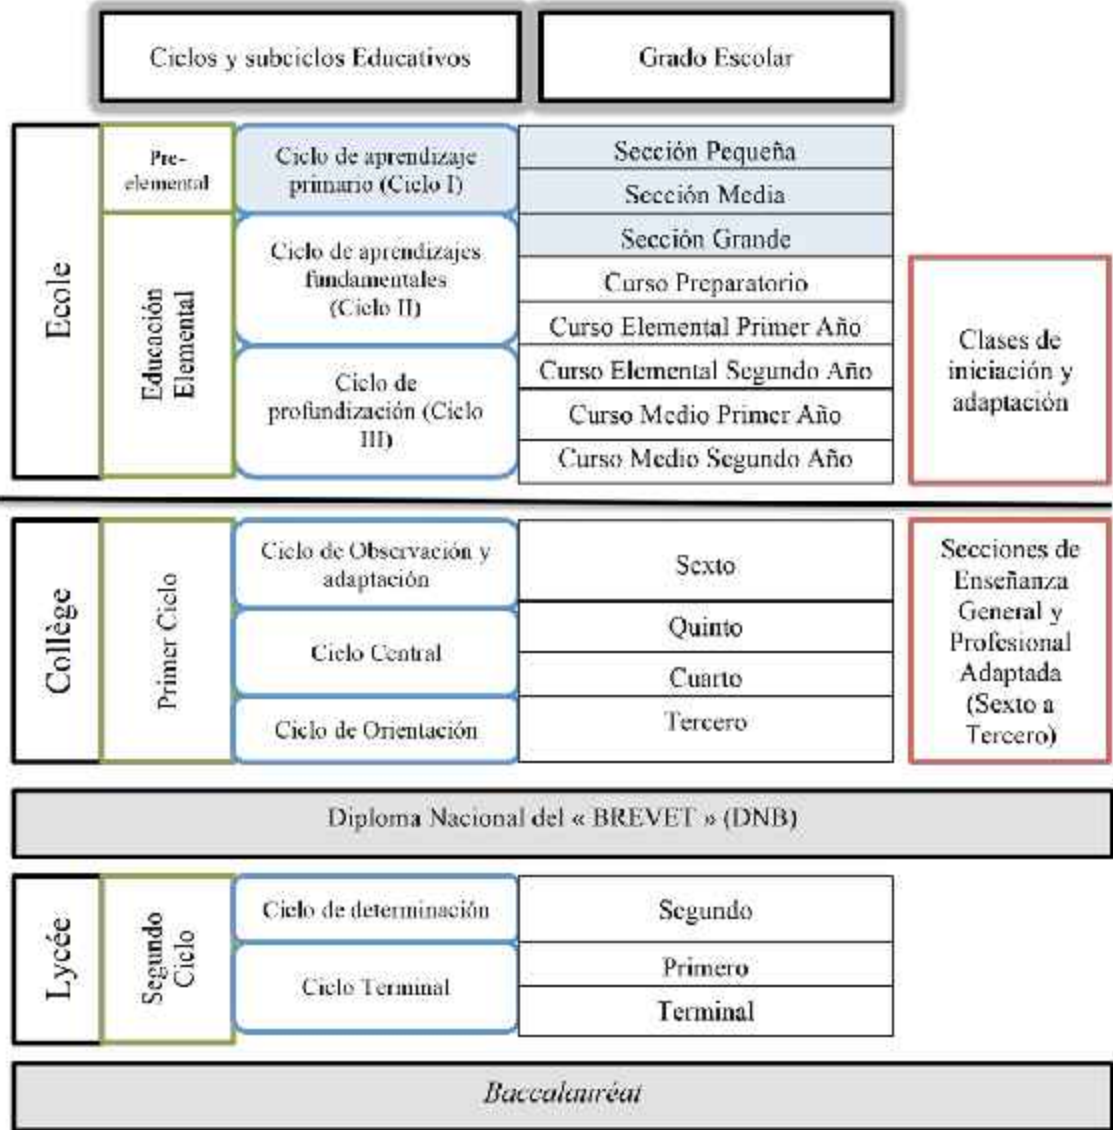 Ciclos y subciclos Educativos
Grado Escolar
Ecole
Pre-
elemental
Educación
Elemental
Ciclo de aprendizaje
primario (Ciclo I)
Ciclo de aprendizajes
fundamentales
(Ciclo II)
Ciclo de
profundización (Ciclo
III)
Sección Pequeña
Sección Media
Sección Grande
Curso Preparatorio
Curso Elemental Primer Año
Curso Elemental Segundo Año
Curso Medio Primer Año
Curso Medio Segundo Año
Clases de
iniciación y
adaptación
Collège
Primer Ciclo
Ciclo de Observación y
adaptación
Ciclo Central
Ciclo de Orientación
Sexto
Quinto
Cuarto
Tercero
Secciones de
Enseñanza
General y
Profesional
Adaptada
(Sexto a
Tercero)
Diploma Nacional del « BREVET » (DNB)
Lycée
Segundo
Ciclo
Ciclo de determinación
Ciclo Terminal
Segundo
Primero
Terminal
Baccalauréat